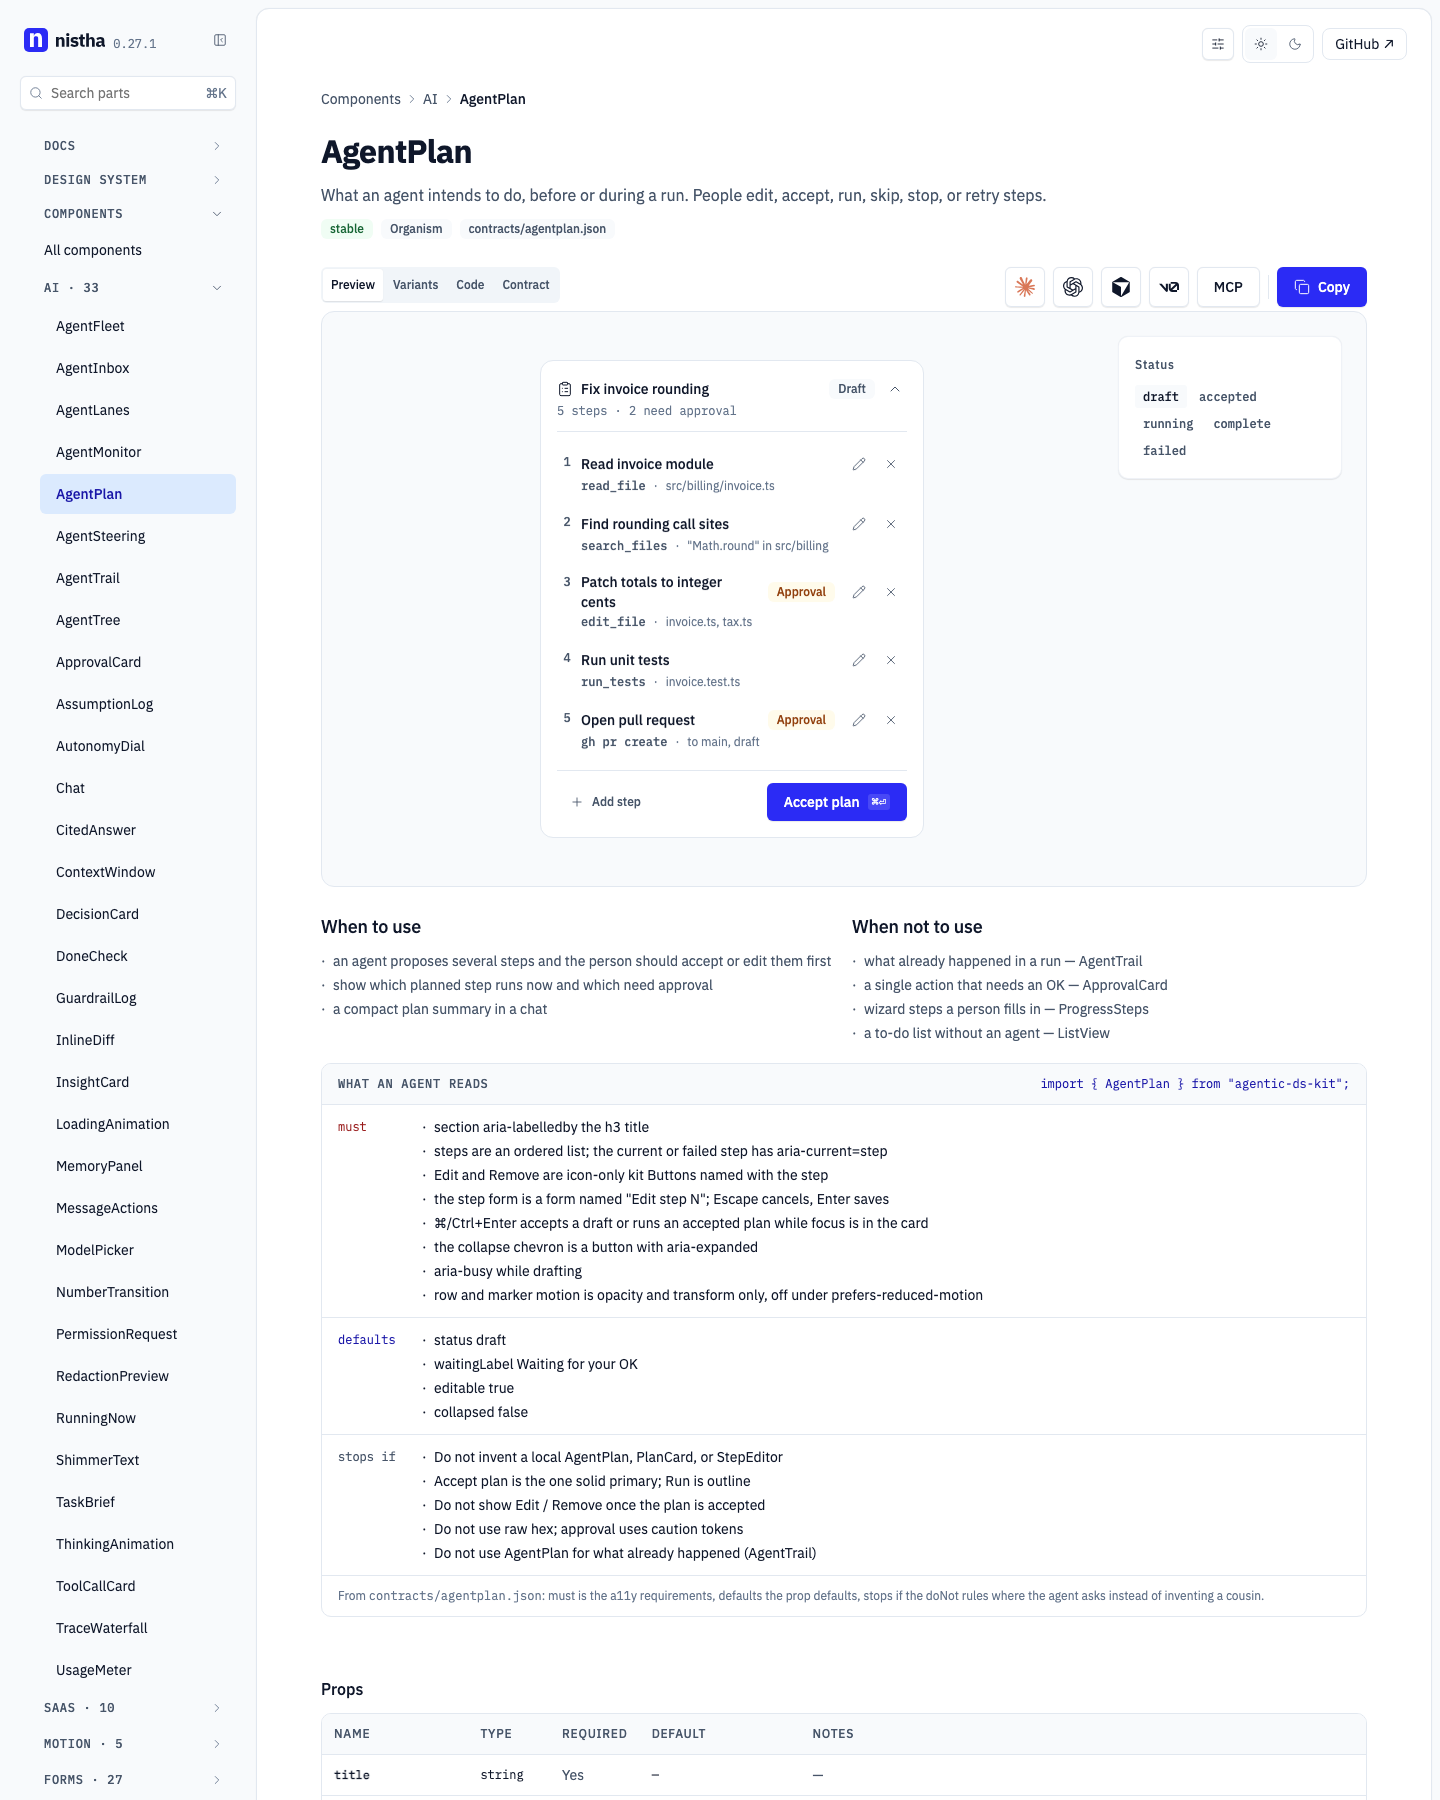 nistha 0.27.1
Search parts ⌘K
DOCS
DESIGN SYSTEM
COMPONENTS
All components
AI · 33
AgentFleet
AgentInbox
AgentLanes
AgentMonitor
AgentPlan
AgentSteering
AgentTrail
AgentTree
ApprovalCard
AssumptionLog
AutonomyDial
Chat
CitedAnswer
ContextWindow
DecisionCard
DoneCheck
GuardrailLog
InlineDiff
InsightCard
LoadingAnimation
MemoryPanel
MessageActions
ModelPicker
NumberTransition
PermissionRequest
RedactionPreview
RunningNow
ShimmerText
TaskBrief
ThinkingAnimation
ToolCallCard
TraceWaterfall
UsageMeter
SAAS · 10
MOTION · 5
FORMS · 27
GitHub ↗
Components > AI > AgentPlan
AgentPlan
What an agent intends to do, before or during a run. People edit, accept, run, skip, stop, or retry steps.
stable Organism contracts/agentplan.json
Preview Variants Code Contract
v0 MCP Copy
Fix invoice rounding Draft
5 steps · 2 need approval
1 Read invoice module
read_file · src/billing/invoice.ts
2 Find rounding call sites
search_files · "Math.round" in src/billing
3 Patch totals to integer
cents
Approval
edit_file · invoice.ts, tax.ts
4 Run unit tests
run_tests · invoice.test.ts
5 Open pull request Approval
gh pr create · to main, draft
+ Add step
Accept plan ⌘⏎
Status
draft accepted
running complete
failed
When to use
· an agent proposes several steps and the person should accept or edit them first
· show which planned step runs now and which need approval
· a compact plan summary in a chat
When not to use
· what already happened in a run — AgentTrail
· a single action that needs an OK — ApprovalCard
· wizard steps a person fills in — ProgressSteps
· a to-do list without an agent — ListView
WHAT AN AGENT READS import { AgentPlan } from "agentic-ds-kit";
must
· section aria-labelledby the h3 title
· steps are an ordered list; the current or failed step has aria-current=step
· Edit and Remove are icon-only kit Buttons named with the step
· the step form is a form named "Edit step N"; Escape cancels, Enter saves
· ⌘/Ctrl+Enter accepts a draft or runs an accepted plan while focus is in the card
· the collapse chevron is a button with aria-expanded
· aria-busy while drafting
· row and marker motion is opacity and transform only, off under prefers-reduced-motion
defaults
· status draft
· waitingLabel Waiting for your OK
· editable true
· collapsed false
stops if
· Do not invent a local AgentPlan, PlanCard, or StepEditor
· Accept plan is the one solid primary; Run is outline
· Do not show Edit / Remove once the plan is accepted
· Do not use raw hex; approval uses caution tokens
· Do not use AgentPlan for what already happened (AgentTrail)
From contracts/agentplan.json: must is the a11y requirements, defaults the prop defaults, stops if the doNot rules where the agent asks instead of inventing a cousin.
Props
NAME TYPE REQUIRED DEFAULT NOTES
title string Yes – —